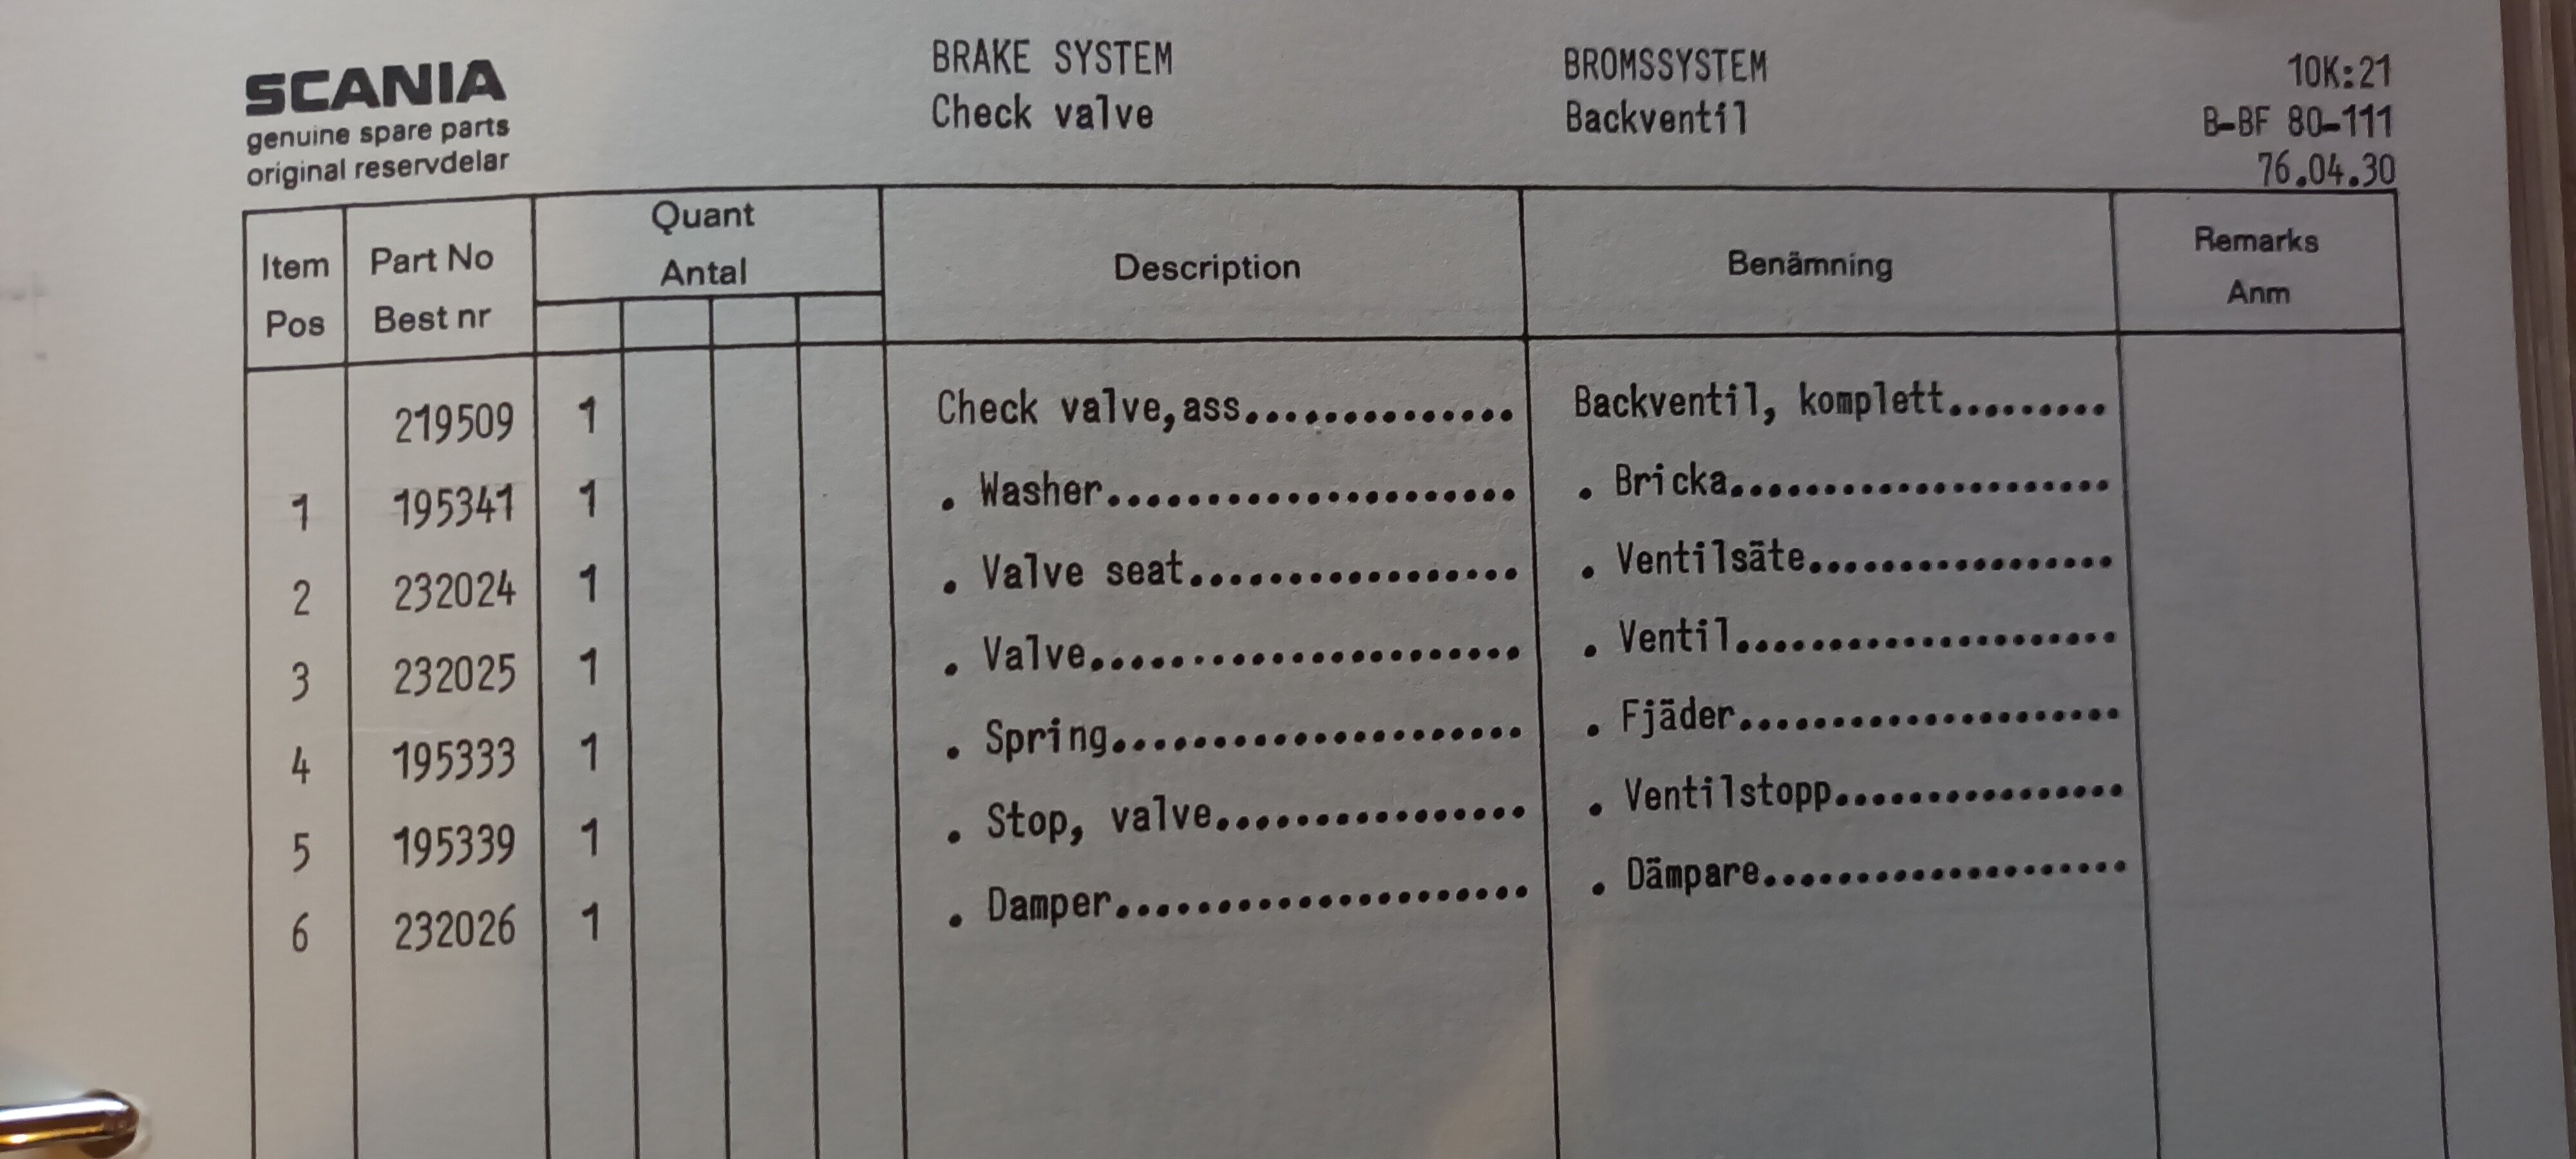 SCANIA
genuine spare parts
original reservdelar
BRAKE SYSTEM
Check valve
BROMSSYSTEM
Backventil
10K:21
B-BF 80-111
76.04.30
Item Pos
Part No Best nr
Quant Antal
Description
Benämning
Remarks Anm
219509 1 Check valve,ass.............. Backventil, komplett.........
1 195341 1 . Washer.................... . Bricka....................
2 232024 1 . Valve seat................ . Ventilsäte................
3 232025 1 . Valve..................... . Ventil....................
4 195333 1 . Spring.................... . Fjäder....................
5 195339 1 . Stop, valve............... . Ventilstopp...............
6 232026 1 . Damper.................... . Dämpare...................